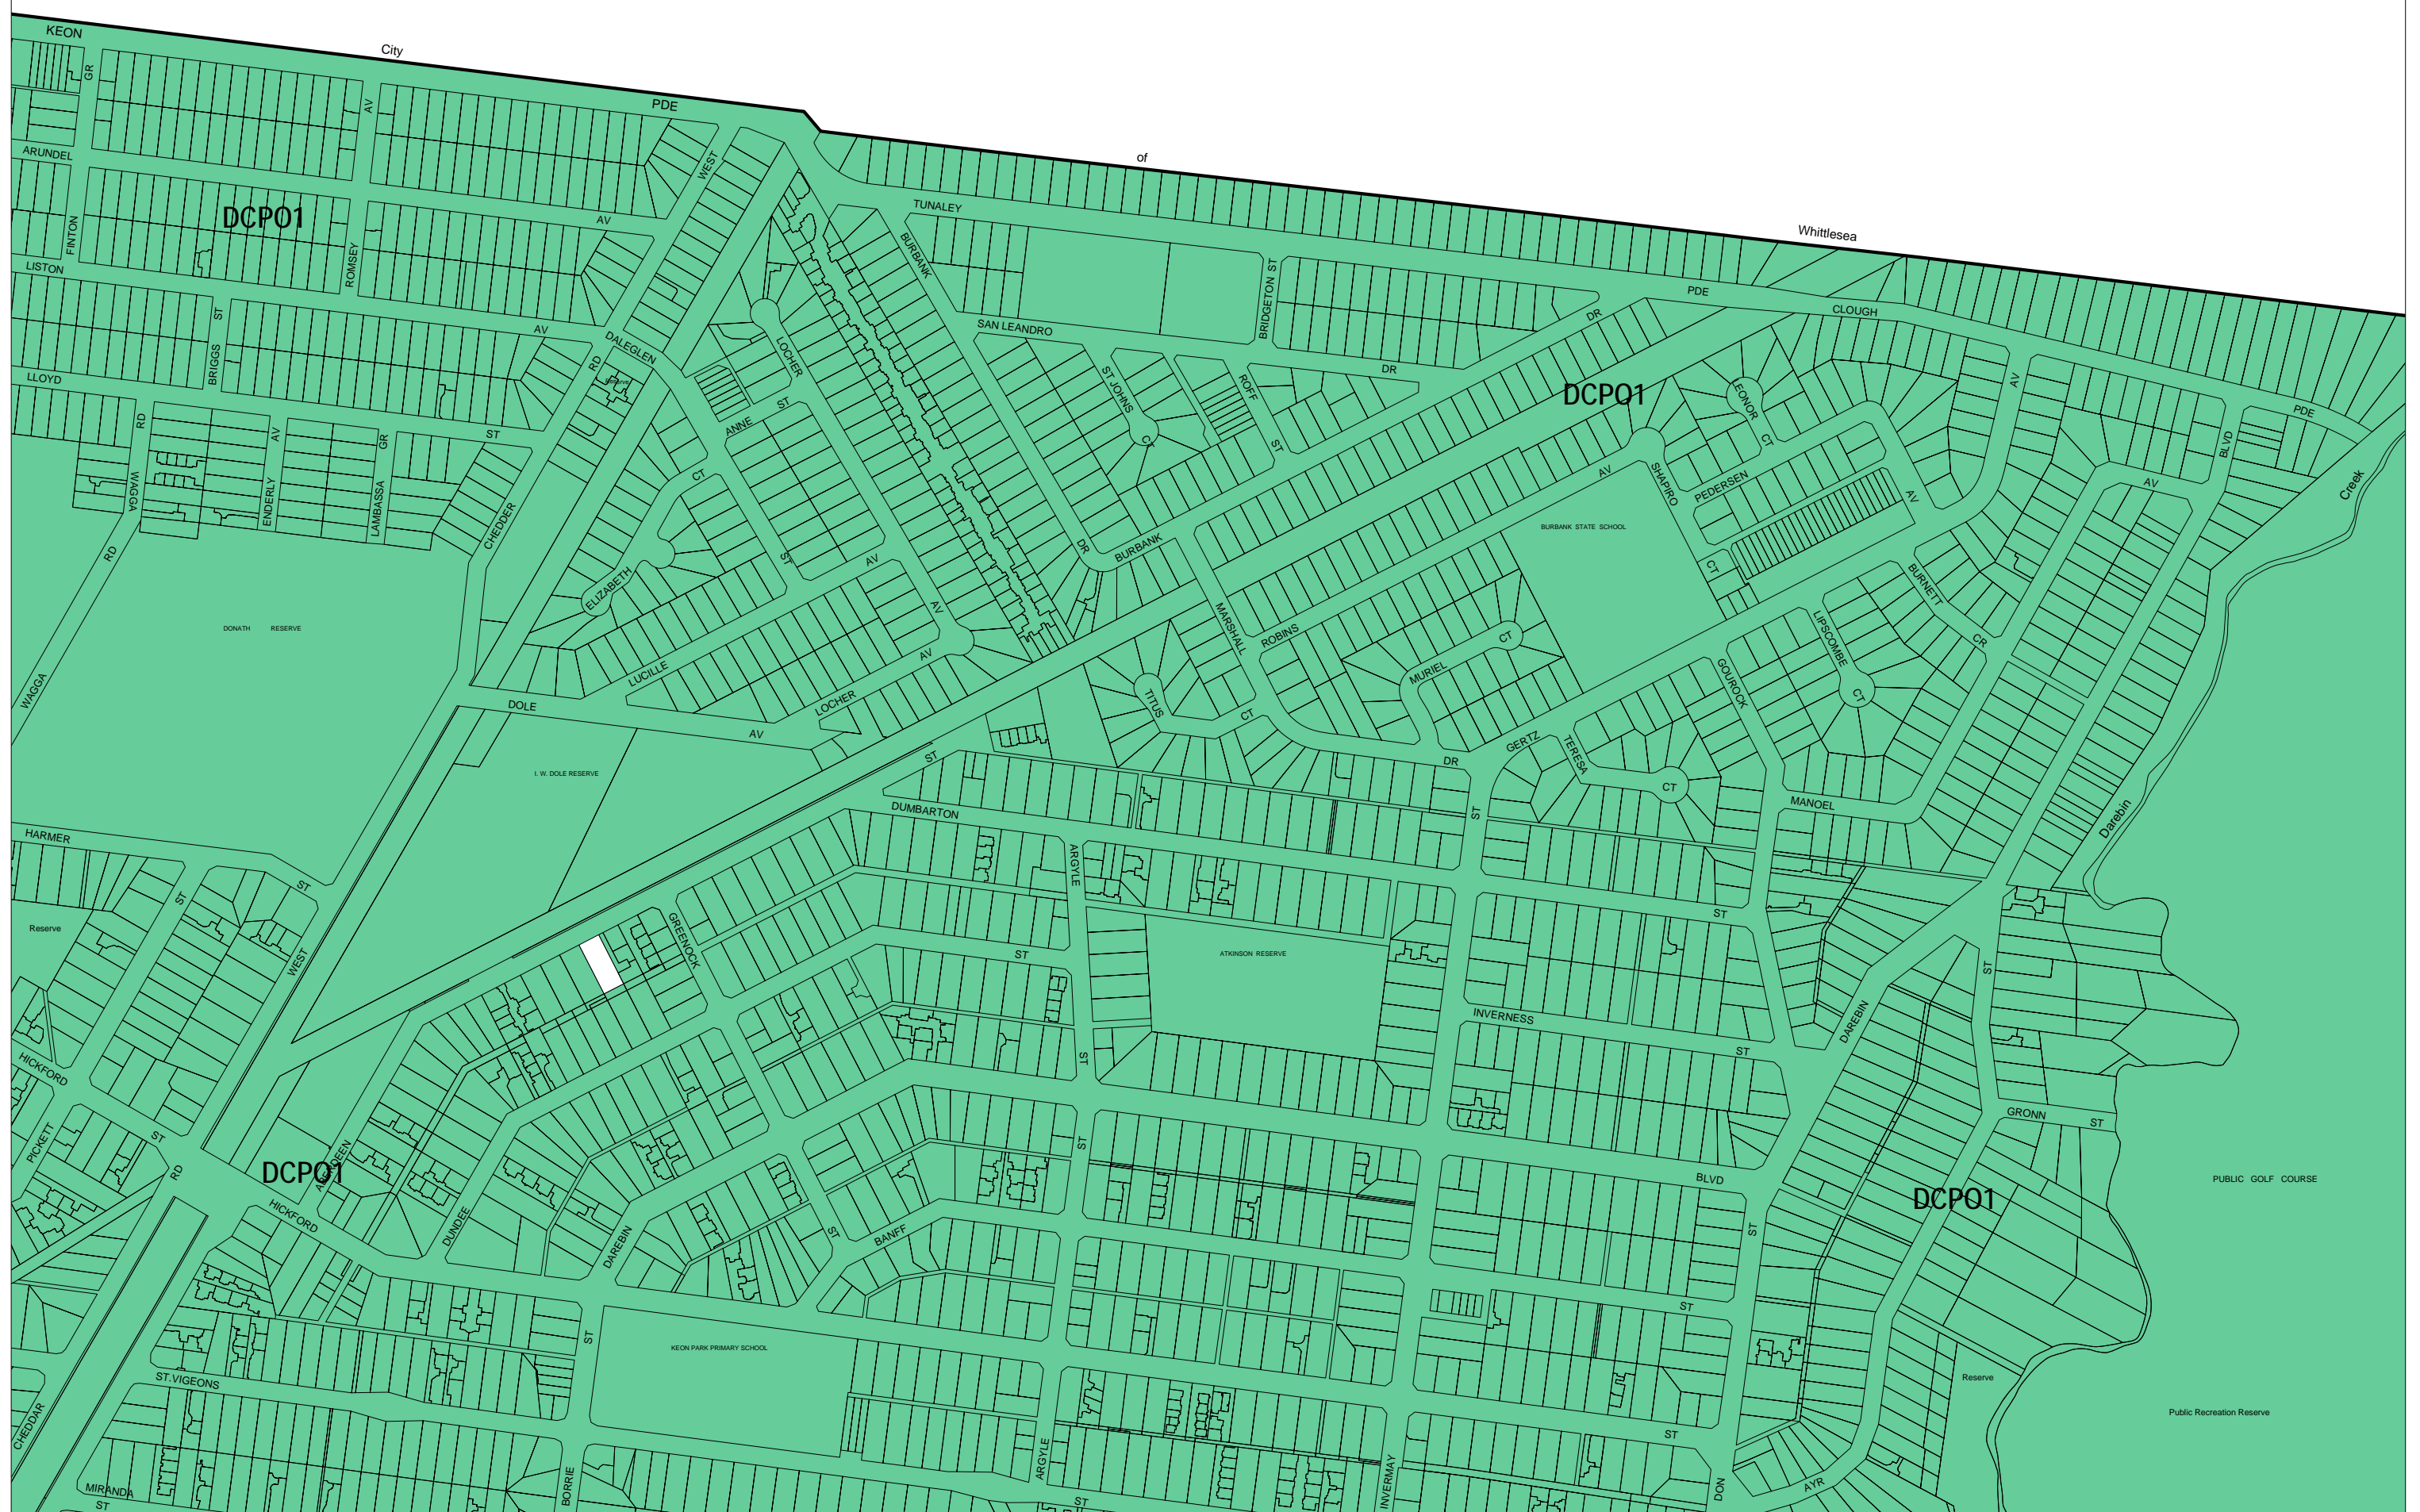 KEON
City
GR
AV
PDE
of
ARUNDEL
WEST
DCPO1
AV
TUNALEY
Whittlesea
FINTON
ROMSEY
BURBANK
LISTON
BRIDGETON ST
PDE
CLOUGH
ST
AV
DALEGLEN
SAN LEANDRO
DR
BRIGGS
RD
LOCHER
LLOYD
Reserve
ST JOHNS
ROFF
DR
DCPO1
LEONOR
AV
PDE
RD
AV
GR
ST
ANNE
ST
CT
ST
CT
BLVD
WAGGA
ENDERLY
LAMBASSA
CHEDDER
CT
AV
SHAPIRO
PEDERSEN
AV
AV
Creek
BURBANK STATE SCHOOL
RD
ST
AV
DR
BURBANK
CT
ELIZABETH
AV
BURNETT
DONATH RESERVE
MARSHALL
ROBINS
CT
LIPSCOMBE
CR
WAGGA
LUCILLE
AV
MURIEL
GOUROCK
LOCHER
TITUS
CT
CT
DOLE
AV
ST
GERTZ
TERESA
DR
I. W. DOLE RESERVE
CT
MANOEL
DUMBARTON
ST
Darebin
HARMER
ARGYLE
ST
ST
ST
Reserve
GREENOCK
ST
ATKINSON RESERVE
WEST
ST
INVERNESS
DAREBIN
ST
HICKFORD
ST
GRONN
ST
PICKETT
ST
ST
ABERDEEN
RD
DCPO1
BLVD
PUBLIC GOLF COURSE
DCPO1
HICKFORD
DUNDEE
DAREBIN
ST
BANFF
ST
ST
ST
KEON PARK PRIMARY SCHOOL
Reserve
ST.VIGEONS
Public Recreation Reserve
CHEDDAR
ST
ARGYLE
INVERMAY
MIRANDA
ST
BORRIE
ST
DON
AYR